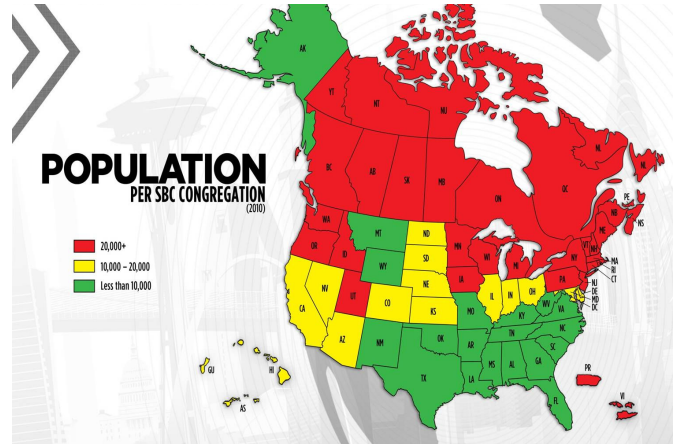 AK
YT
NT
NU
NL
NL
BC
AB
SK
MB
ON
QC
PE
NB
NS
POPULATION
PER SBC CONGREGATION
(2010)
WA
MT
ND
MN
WI
MI
NY
VT
NH
ME
MA
RI
CT
20,000+
10,000 – 20,000
Less than 10,000
OR
ID
WY
SD
IA
PA
NJ
DE
MD
DC
NV
UT
CO
NE
KS
IL
IN
OH
WV
VA
CA
AZ
NM
OK
MO
KY
TN
NC
SC
AR
TX
LA
MS
AL
GA
FL
GU
HI
AS
PR
VI